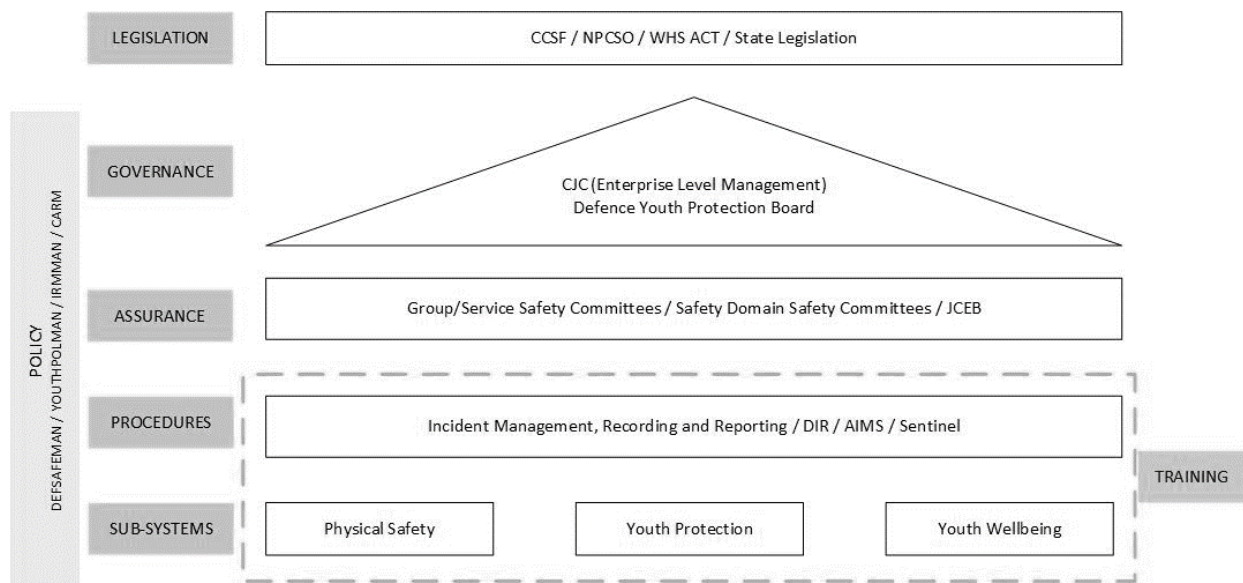 LEGISLATION
CCSF / NPCSO / WHS ACT / State Legislation
POLICY
DEFSAFEMAN / YOUTHPOLMAN / IRMMAN / CARM
GOVERNANCE
CJC (Enterprise Level Management)
Defence Youth Protection Board
ASSURANCE
Group/Service Safety Committees / Safety Domain Safety Committees / JCEB
PROCEDURES
Incident Management, Recording and Reporting / DIR / AIMS / Sentinel
TRAINING
SUB-SYSTEMS
Physical Safety
Youth Protection
Youth Wellbeing